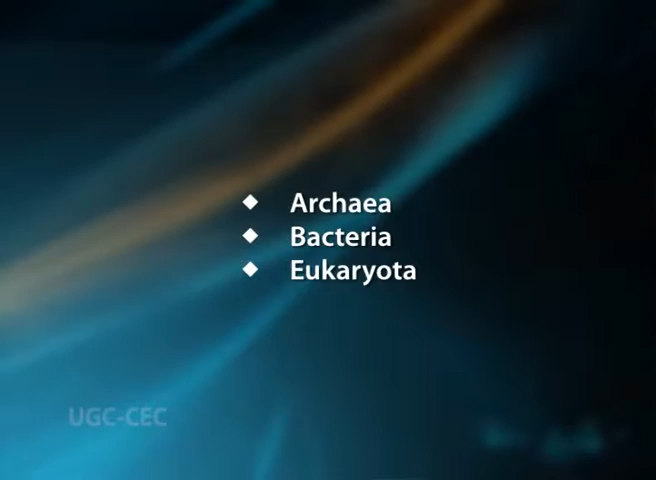 ◆ Archaea
◆ Bacteria
◆ Eukaryota
UGC-CEC